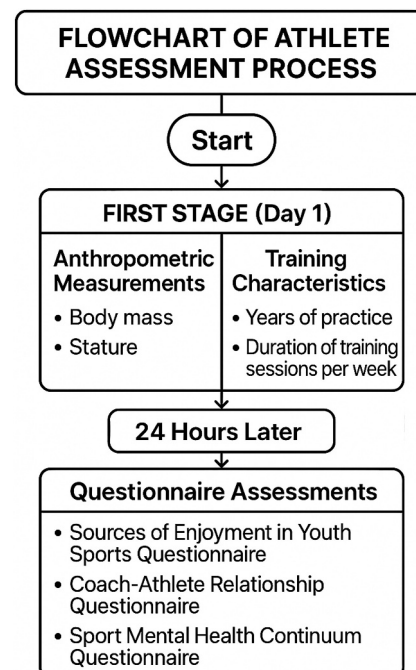 FLOWCHART OF ATHLETE
ASSESSMENT PROCESS
Start
FIRST STAGE (Day 1)
Anthropometric
Measurements
• Body mass
• Stature
Training
Characteristics
• Years of practice
• Duration of training
sessions per week
24 Hours Later
Questionnaire Assessments
• Sources of Enjoyment in Youth
Sports Questionnaire
• Coach-Athlete Relationship
Questionnaire
• Sport Mental Health Continuum
Questionnaire